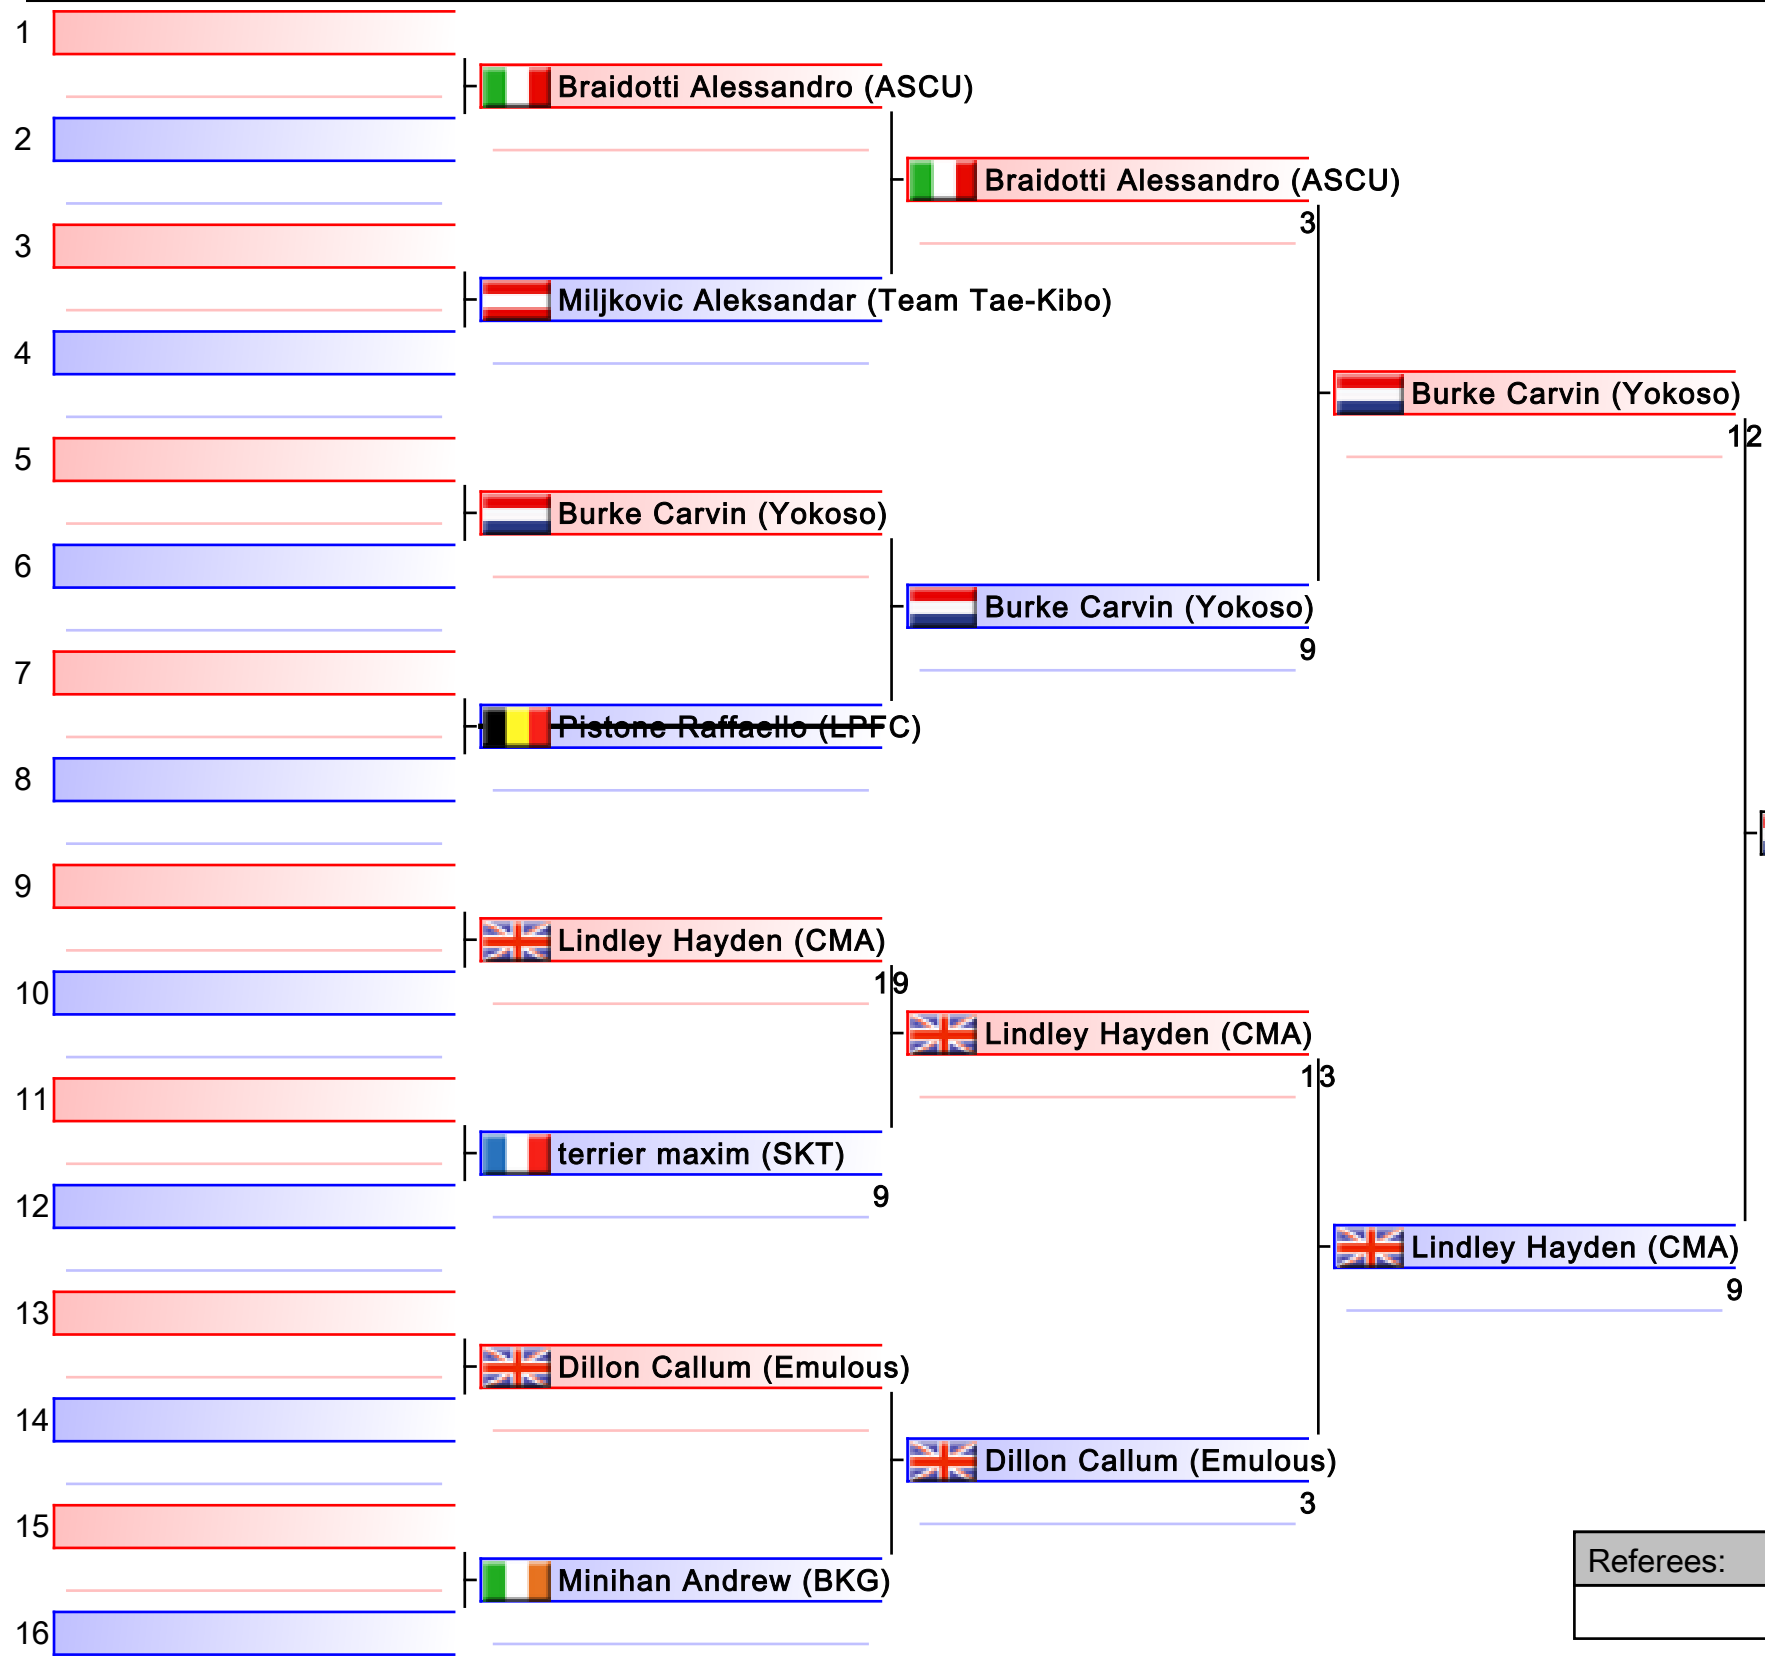 1
Braidotti Alessandro (ASCU)
2
Braidotti Alessandro (ASCU)
3
3
Miljkovic Aleksandar (Team Tae-Kibo)
4
Burke Carvin (Yokoso)
12
5
Burke Carvin (Yokoso)
6
Burke Carvin (Yokoso)
9
7
Pistone Raffaello (LPFC)
8
9
Lindley Hayden (CMA)
19
10
Lindley Hayden (CMA)
13
11
terrier maxim (SKT)
9
12
Lindley Hayden (CMA)
9
13
Dillon Callum (Emulous)
14
Dillon Callum (Emulous)
3
15
Referees:
Minihan Andrew (BKG)
16